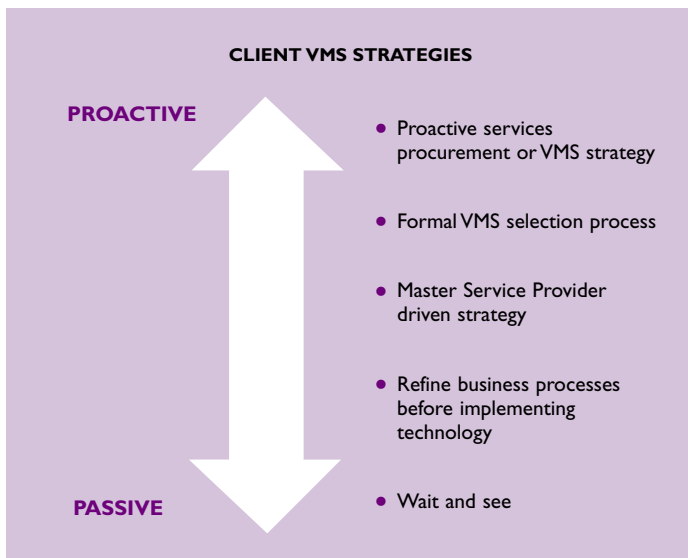 CLIENT VMS STRATEGIES
PROACTIVE
• Proactive services
procurement or VMS strategy
• Formal VMS selection process
• Master Service Provider
driven strategy
• Refine business processes
before implementing
technology
PASSIVE
• Wait and see